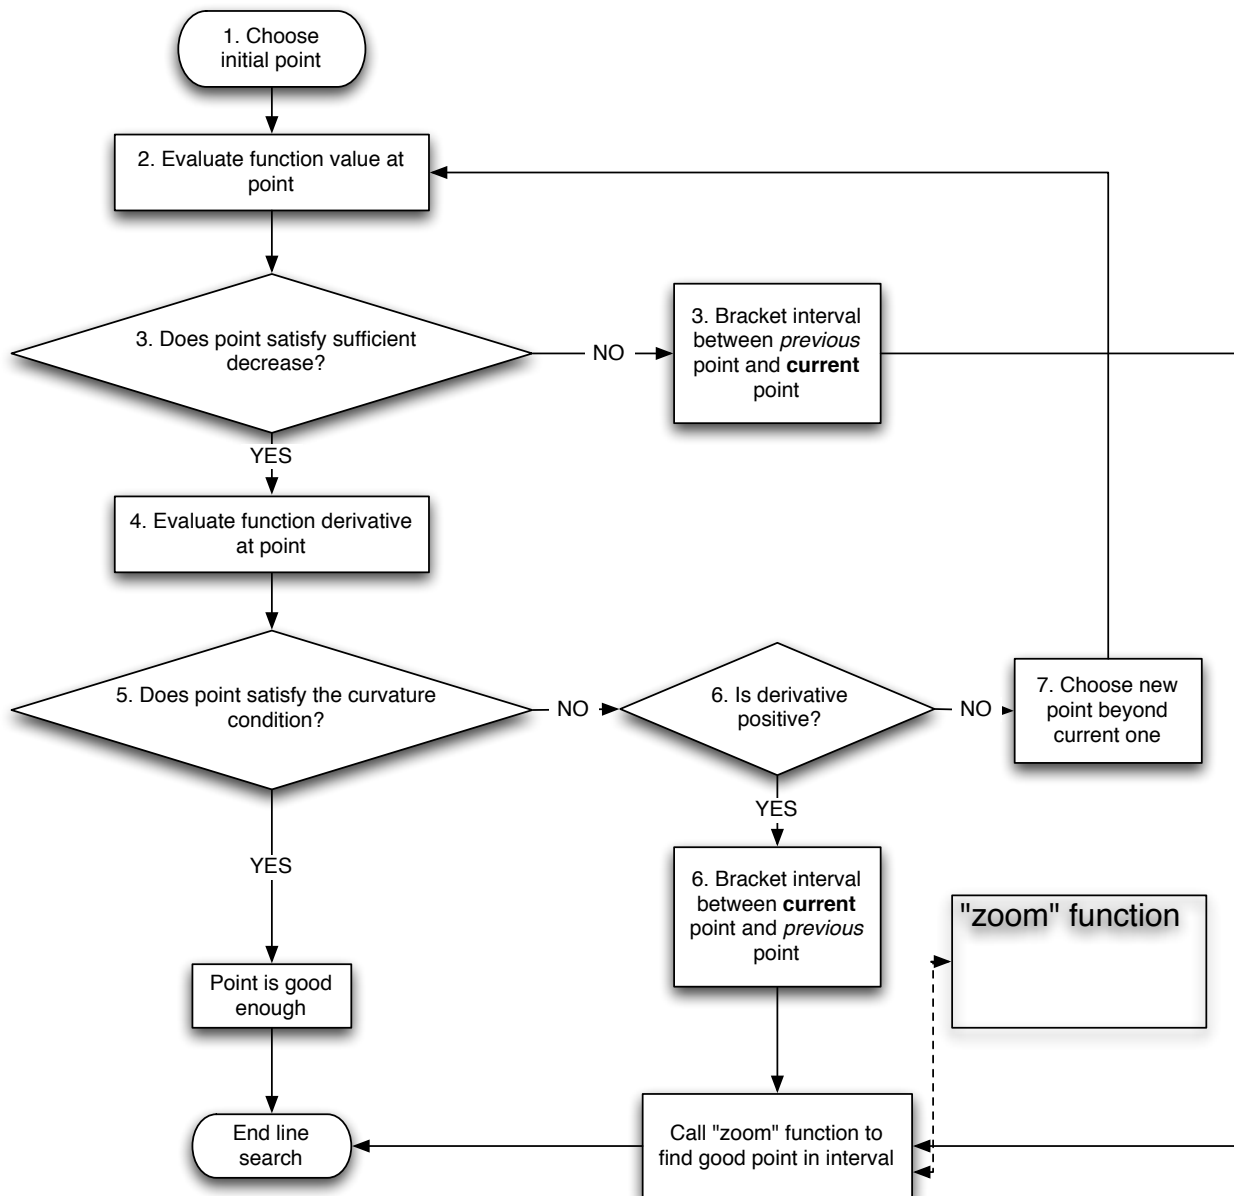 1. Choose
initial point
2. Evaluate function value at
point
3. Does point satisfy sufficient
decrease?
NO
3. Bracket interval
between previous
point and current
point
YES
4. Evaluate function derivative
at point
5. Does point satisfy the curvature
condition?
NO
6. Is derivative
positive?
NO
7. Choose new
point beyond
current one
YES
YES
6. Bracket interval
between current
point and previous
point
"zoom" function
Point is good
enough
End line
search
Call "zoom" function to
find good point in interval